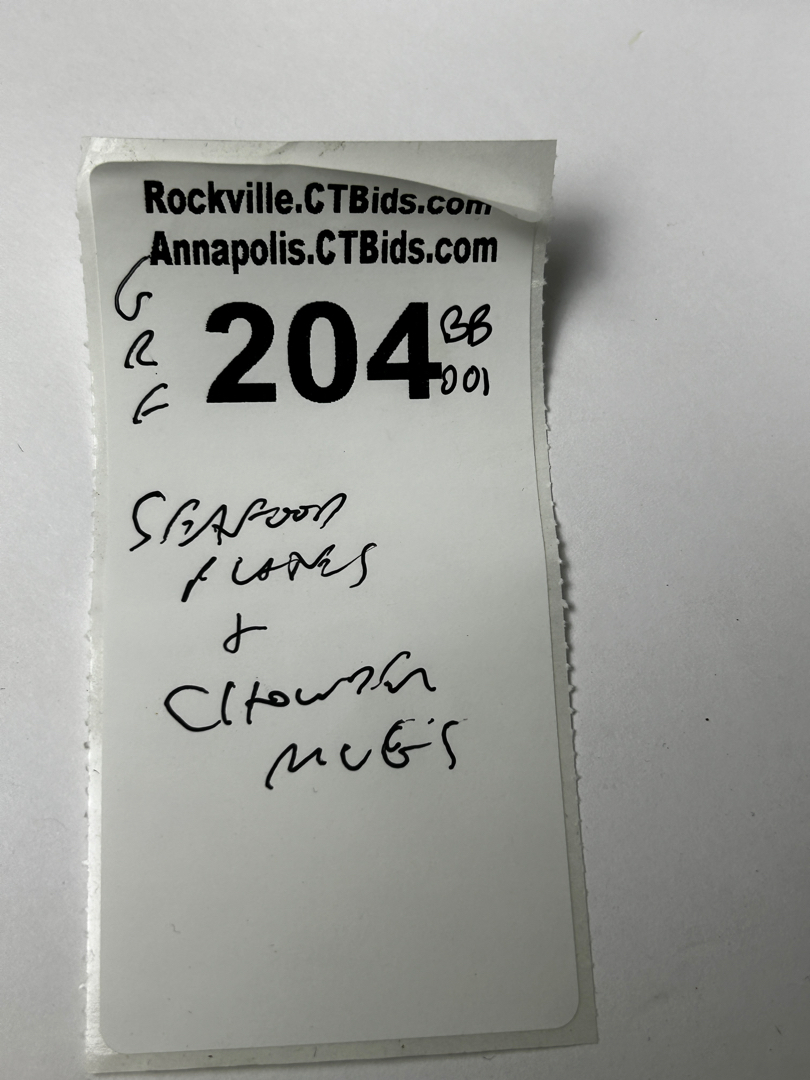 Rockville.CTBids.com
Annapolis.CTBids.com
G
R
F
204
BB
001
SEAFOOD
PLATES
&
CHOWDER
MUGS